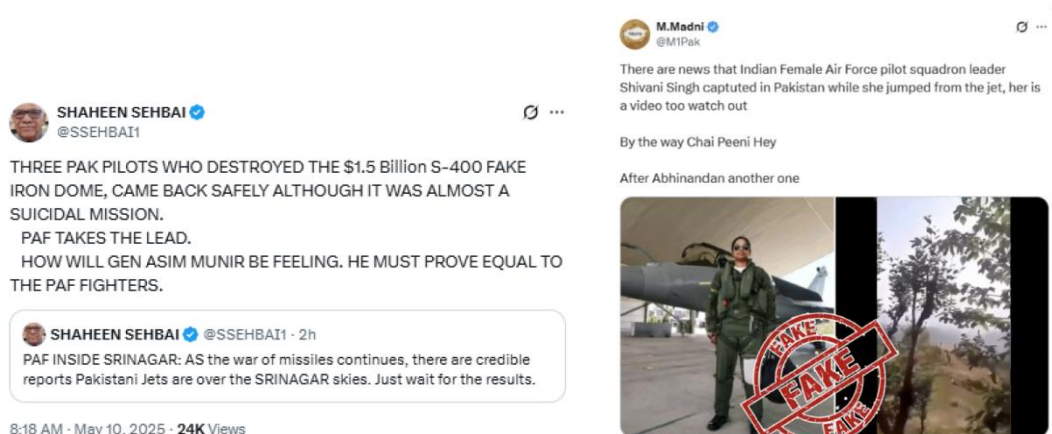 SHAHEEN SEHBAI
@SSEHBAI1
THREE PAK PILOTS WHO DESTROYED THE $1.5 Billion S-400 FAKE
IRON DOME, CAME BACK SAFELY ALTHOUGH IT WAS ALMOST A
SUICIDAL MISSION.
PAF TAKES THE LEAD.
HOW WILL GEN ASIM MUNIR BE FEELING. HE MUST PROVE EQUAL TO
THE PAF FIGHTERS.
SHAHEEN SEHBAI @SSEHBAI1 · 2h
PAF INSIDE SRINAGAR: AS the war of missiles continues, there are credible
reports Pakistani Jets are over the SRINAGAR skies. Just wait for the results.
8:18 AM · May 10, 2025 · 24K Views
M.Madni
@M1Pak
There are news that Indian Female Air Force pilot squadron leader
Shivani Singh captuted in Pakistan while she jumped from the jet, her is
a video too watch out
By the way Chai Peeni Hey
After Abhinandan another one
FAKE
FAKE
FAKE